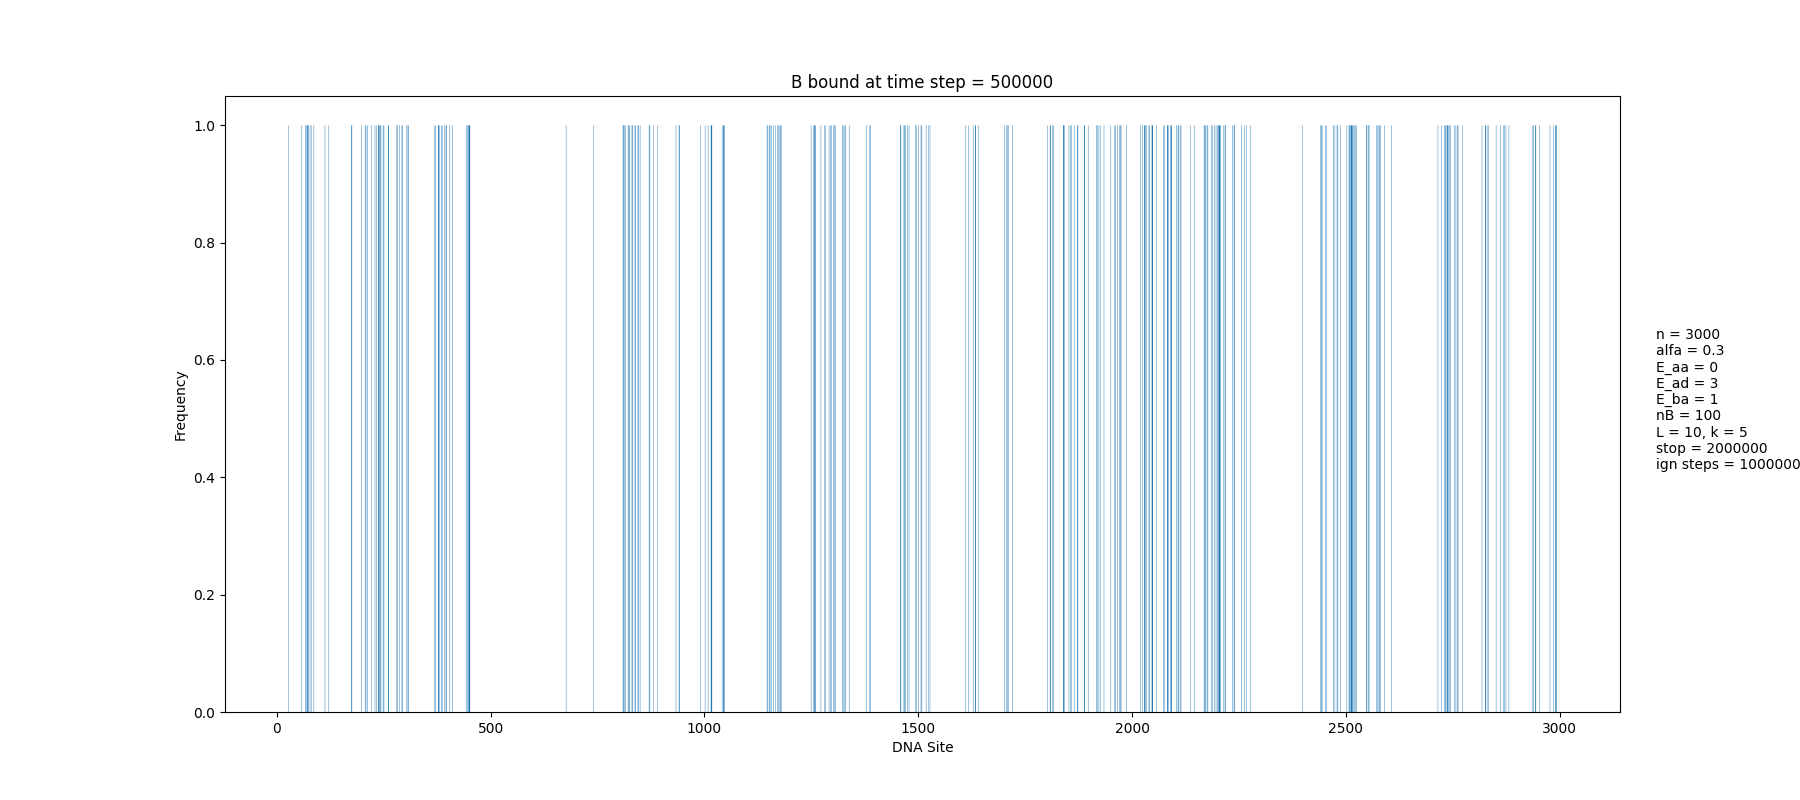 B bound at time step = 500000
1.0
0.8
0.6
0.4
0.2
0.0
Frequency
0 500 1000 1500 2000 2500 3000
DNA Site
n = 3000
alfa = 0.3
E_aa = 0
E_ad = 3
E_ba = 1
nB = 100
L = 10, k = 5
stop = 2000000
ign steps = 1000000